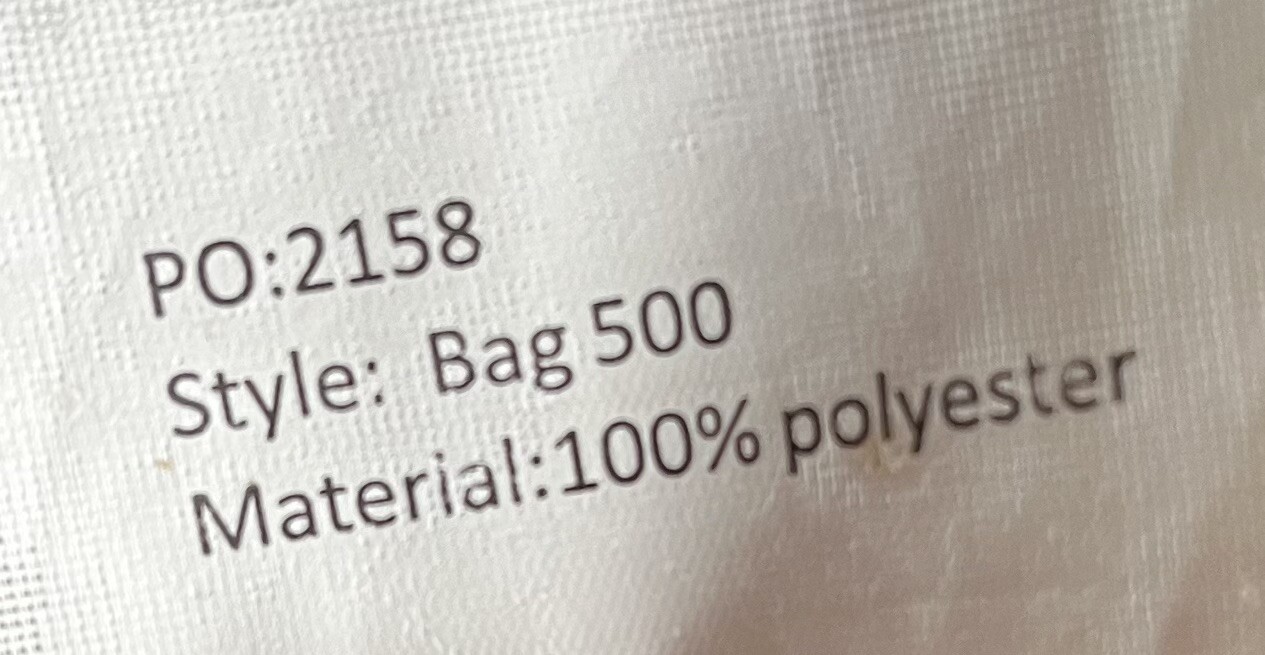 PO:2158
Style: Bag 500
Material:100% polyester